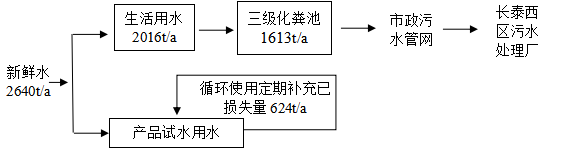 生活用水
2016t/a
三级化粪池
1613t/a
市政污
水管网
长泰西
区污水
处理厂
新鲜水
2640t/a
循环使用定期补充已
损失量 624t/a
产品试水用水